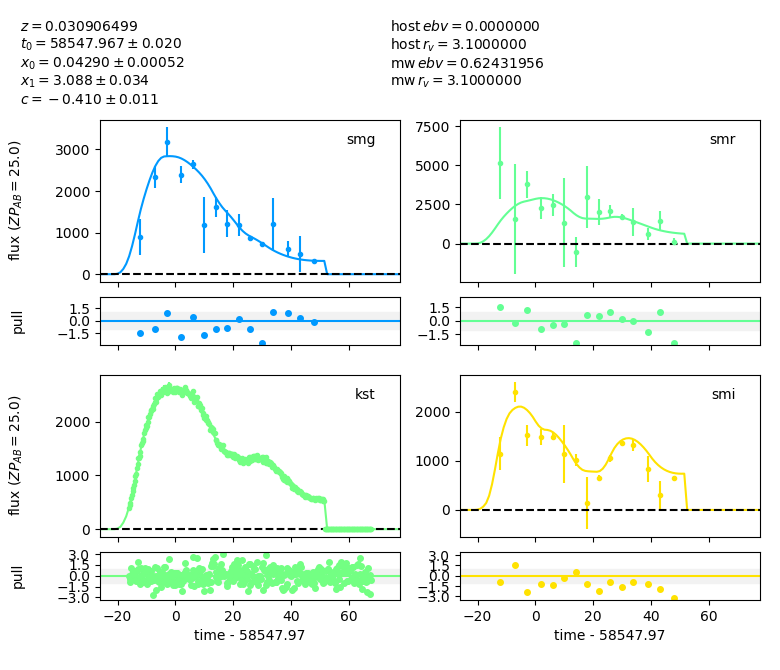 z = 0.030906499
t0 = 58547.967 ± 0.020
x0 = 0.04290 ± 0.00052
x1 = 3.088 ± 0.034
c = −0.410 ± 0.011
host ebv = 0.0000000
host rv = 3.1000000
mw ebv = 0.62431956
mw rv = 3.1000000
smg
flux (ZPAB = 25.0)
3000
2000
1000
0
smr
7500
5000
2500
0
pull
1.5
0.0
−1.5
1.5
0.0
−1.5
kst
flux (ZPAB = 25.0)
2000
1000
0
smi
2000
1000
0
pull
3.0
1.5
0.0
−1.5
−3.0
−20 0 20 40 60
time - 58547.97
3.0
1.5
0.0
−1.5
−3.0
−20 0 20 40 60
time - 58547.97